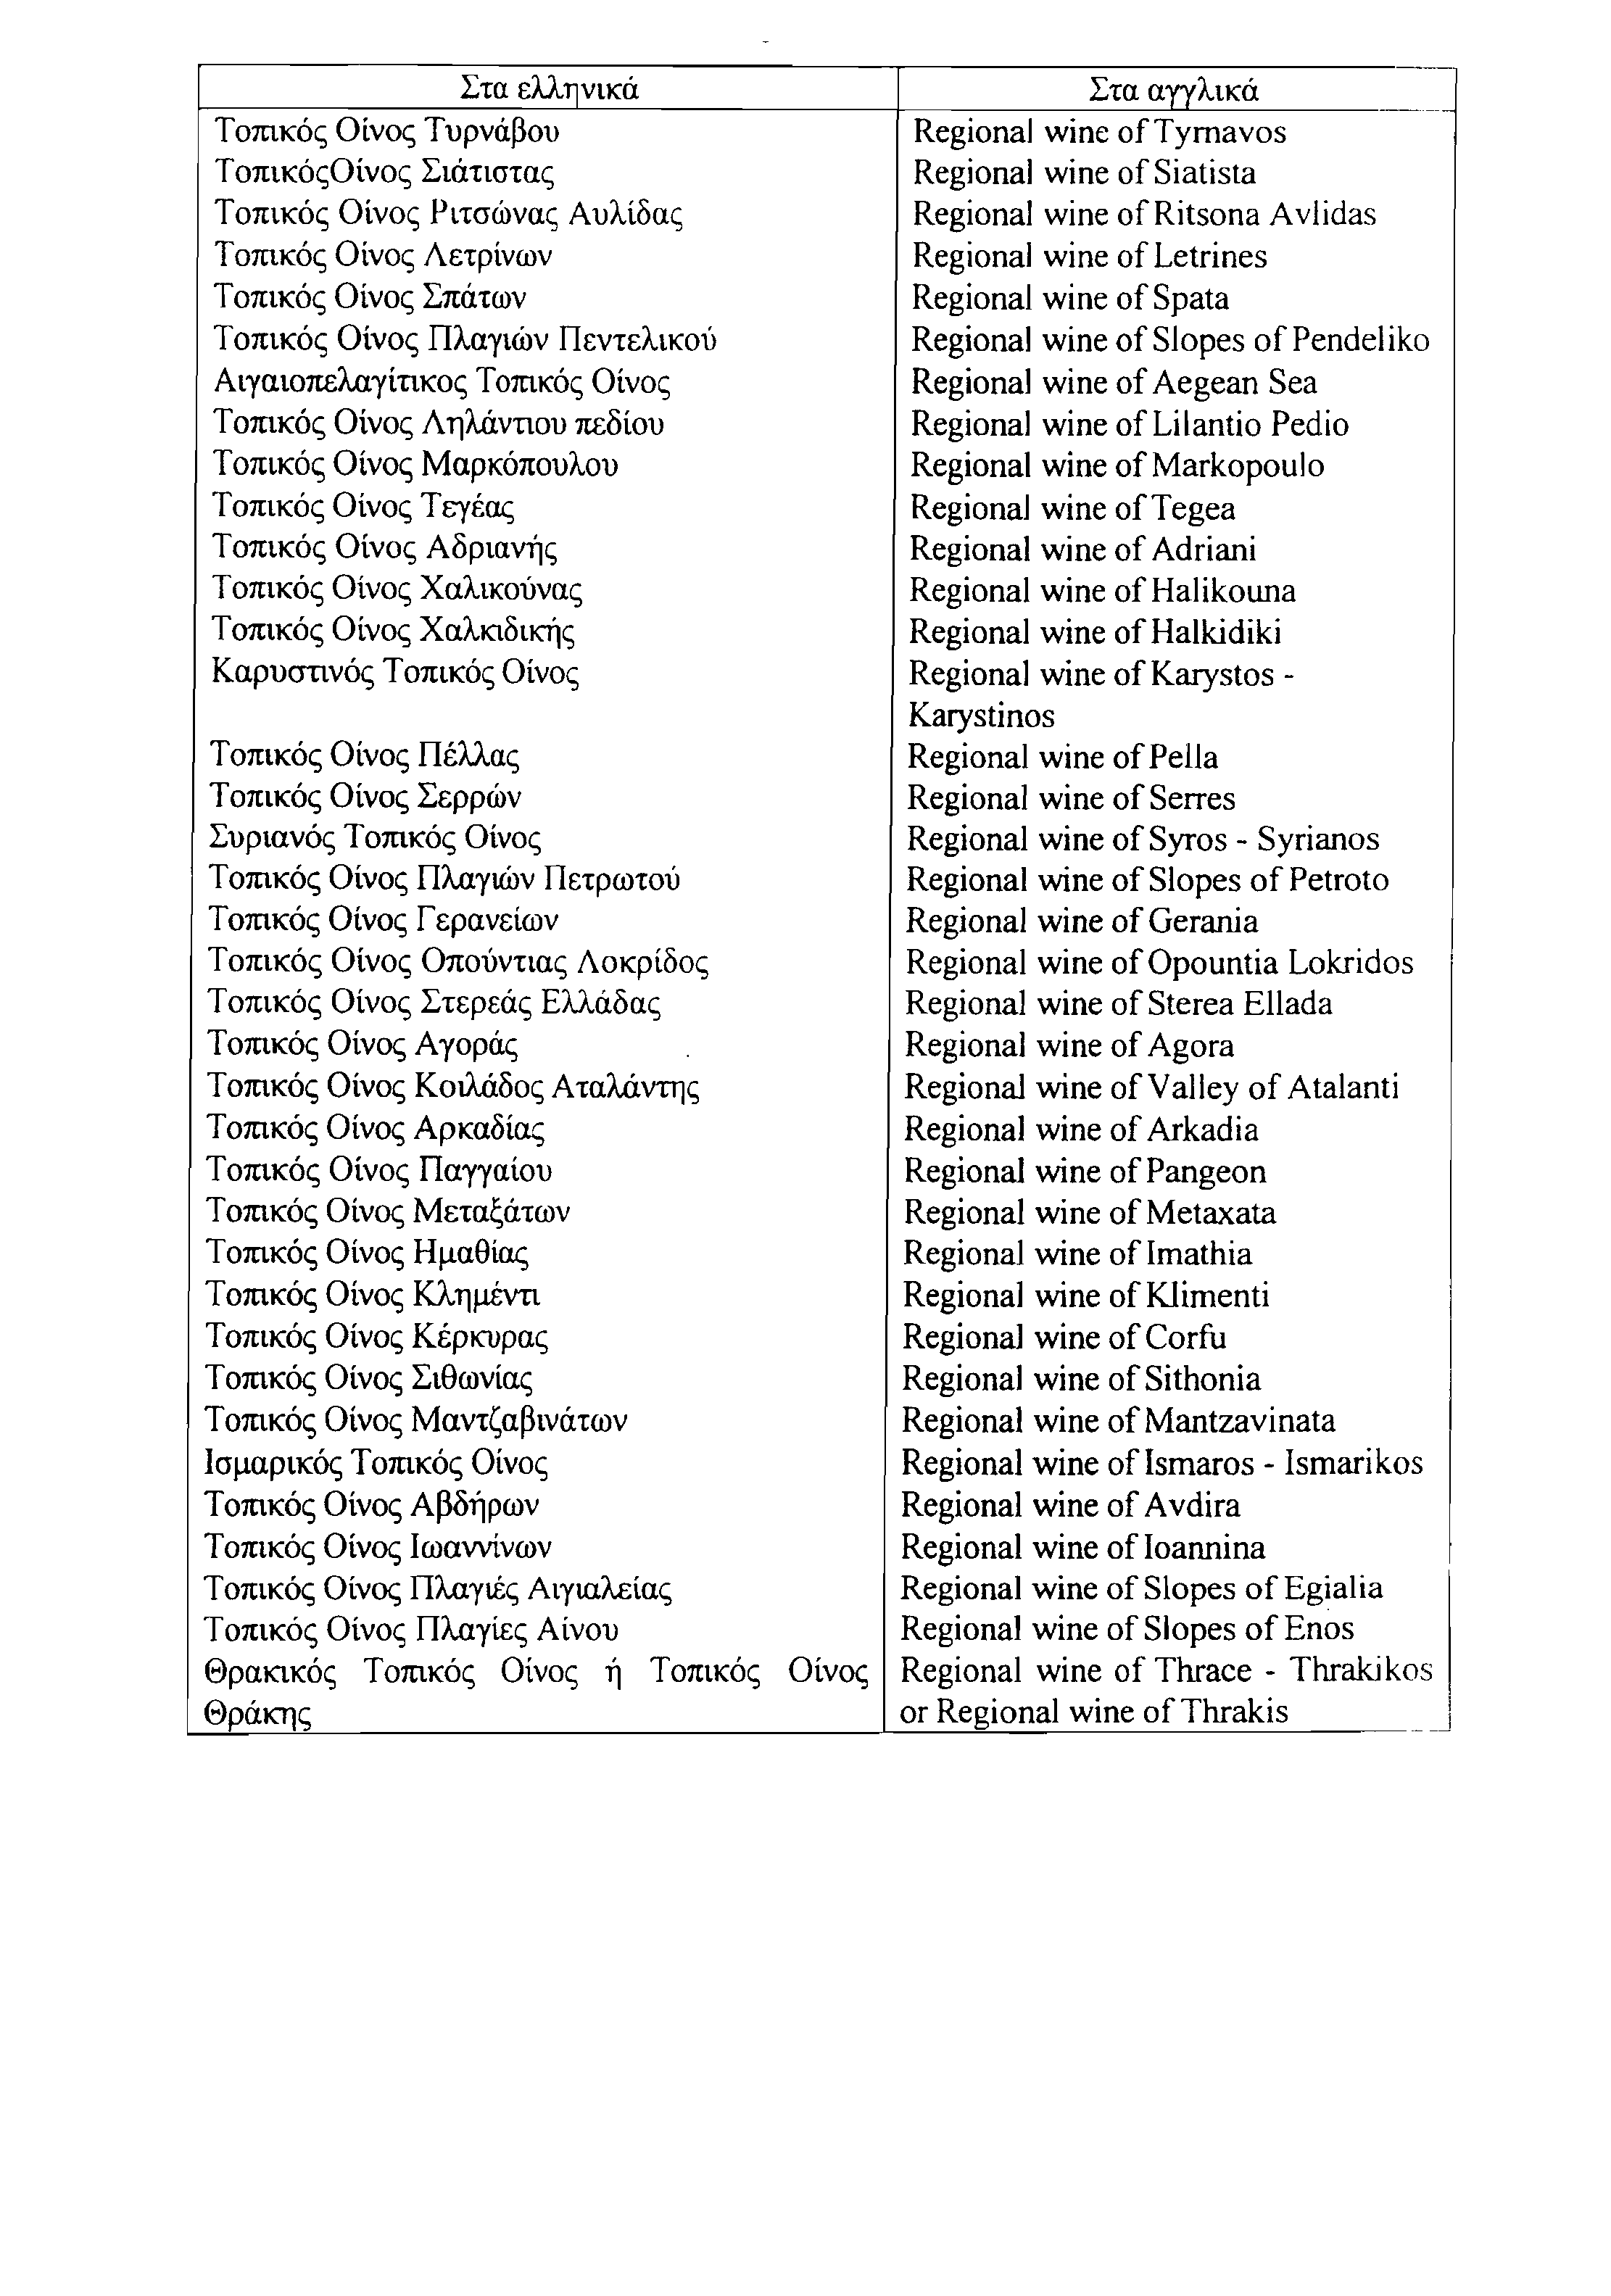 Στα ελληνικά Στα αγγλικά
Τοπικός Οίνος Τυρνάβου Regional wine of Tyrnavos
ΤοπικόςΟίνος Σιάτιστας Regional wine of Siatista
Τοπικός Οίνος Ριτσώνας Αυλίδας Regional wine of Ritsona Avlidas
Τοπικός Οίνος Λετρίνων Regional wine of Letrines
Τοπικός Οίνος Σπάτων Regional wine of Spata
Τοπικός Οίνος Πλαγιών Πεντελικού Regional wine of Slopes of Pendeliko
Αιγαιοπελαγίτικος Τοπικός Οίνος Regional wine of Aegean Sea
Τοπικός Οίνος Ληλάντιου πεδίου Regional wine of Lilantio Pedio
Τοπικός Οίνος Μαρκόπουλου Regional wine of Markopoulo
Τοπικός Οίνος Τεγέας Regional wine of Tegea
Τοπικός Οίνος Αδριανής Regional wine of Adriani
Τοπικός Οίνος Χαλικούνας Regional wine of Halikouna
Τοπικός Οίνος Χαλκιδικής Regional wine of Halkidiki
Καρυστινός Τοπικός Οίνος Regional wine of Karystos -
Karystinos
Τοπικός Οίνος Πέλλας Regional wine of Pella
Τοπικός Οίνος Σερρών Regional wine of Serres
Συριανός Τοπικός Οίνος Regional wine of Syros - Syrianos
Τοπικός Οίνος Πλαγιών Πετρωτού Regional wine of Slopes of Petroto
Τοπικός Οίνος Γερανείων Regional wine of Gerania
Τοπικός Οίνος Οπούντιας Λοκρίδος Regional wine of Opountia Lokridos
Τοπικός Οίνος Στερεάς Ελλάδας Regional wine of Sterea Ellada
Τοπικός Οίνος Αγοράς Regional wine of Agora
Τοπικός Οίνος Κοιλάδος Αταλάντης Regional wine of Valley of Atalanti
Τοπικός Οίνος Αρκαδίας Regional wine of Arkadia
Τοπικός Οίνος Παγγαίου Regional wine of Pangeon
Τοπικός Οίνος Μεταξάτων Regional wine of Metaxata
Τοπικός Οίνος Ημαθίας Regional wine of Imathia
Τοπικός Οίνος Κλημέντι Regional wine of Klimenti
Τοπικός Οίνος Κέρκυρας Regional wine of Corfu
Τοπικός Οίνος Σιθωνίας Regional wine of Sithonia
Τοπικός Οίνος Μαντζαβινάτων Regional wine of Mantzavinata
Ισμαρικός Τοπικός Οίνος Regional wine of Ismaros - Ismarikos
Τοπικός Οίνος Αβδήρων Regional wine of Avdira
Τοπικός Οίνος Ιωαννίνων Regional wine of Ioannina
Τοπικός Οίνος Πλαγιές Αιγιαλείας Regional wine of Slopes of Egialia
Τοπικός Οίνος Πλαγίες Αίνου Regional wine of Slopes of Enos
Θρακικός Τοπικός Οίνος ή Τοπικός Οίνος Regional wine of Thrace - Thrakikos
Θράκης or Regional wine of Thrakis